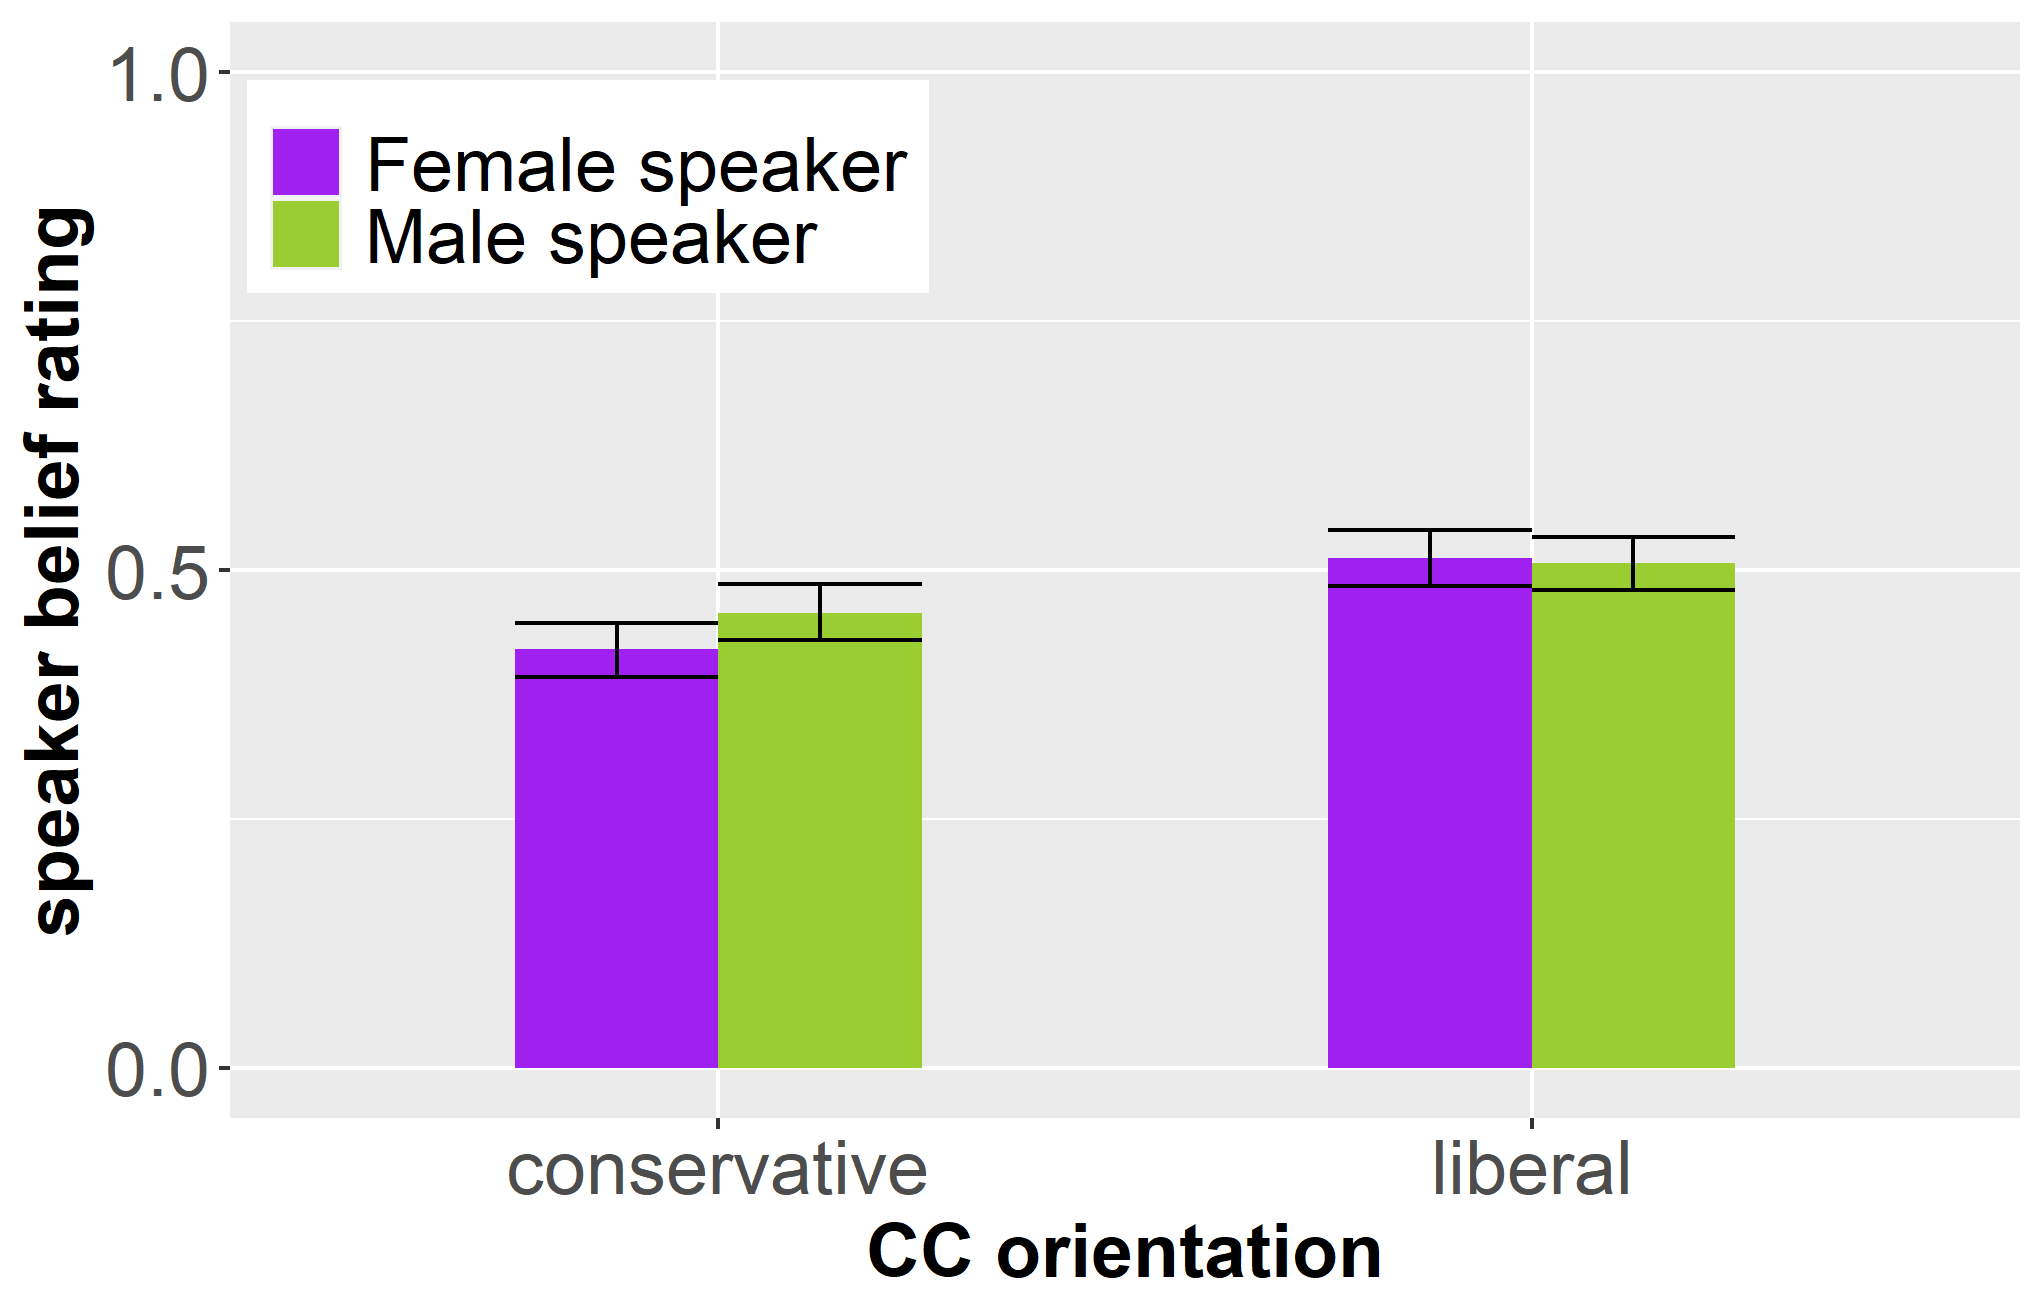 speaker belief rating
1.0
0.5
0.0
Female speaker
Male speaker
conservative
liberal
CC orientation